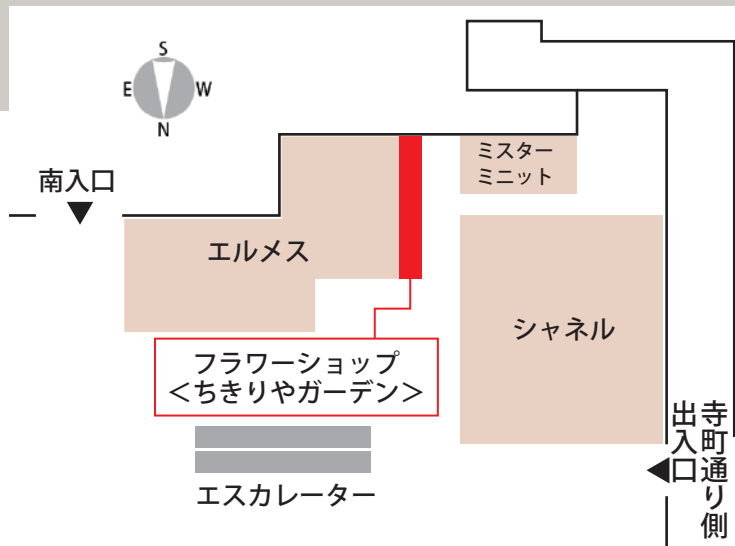 S
E
W
N
南入口
ミスター
ミニット
エルメス
シャネル
フラワーショップ
＜ちきりやガーデン＞
エスカレーター
寺町通り側
出入口